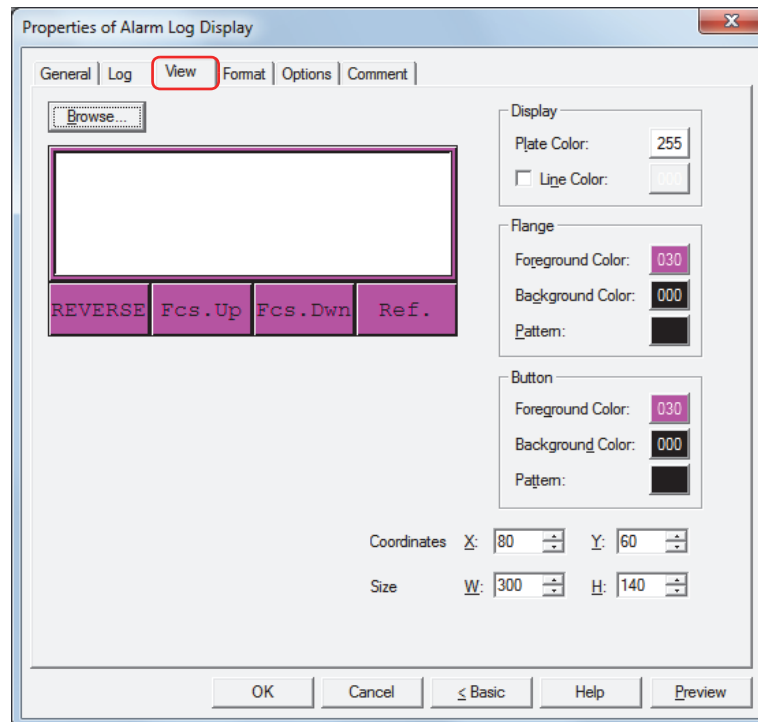 Properties of Alarm Log Display
General Log View Format Options Comment
Browse...
REVERSE Fcs.Up Fcs.Dwn Ref.
Display
Plate Color: 255
Line Color: 000
Flange
Foreground Color: 030
Background Color: 000
Pattern:
Button
Foreground Color: 030
Background Color: 000
Pattern:
Coordinates X: 80 Y: 60
Size W: 300 H: 140
OK Cancel < Basic Help Preview